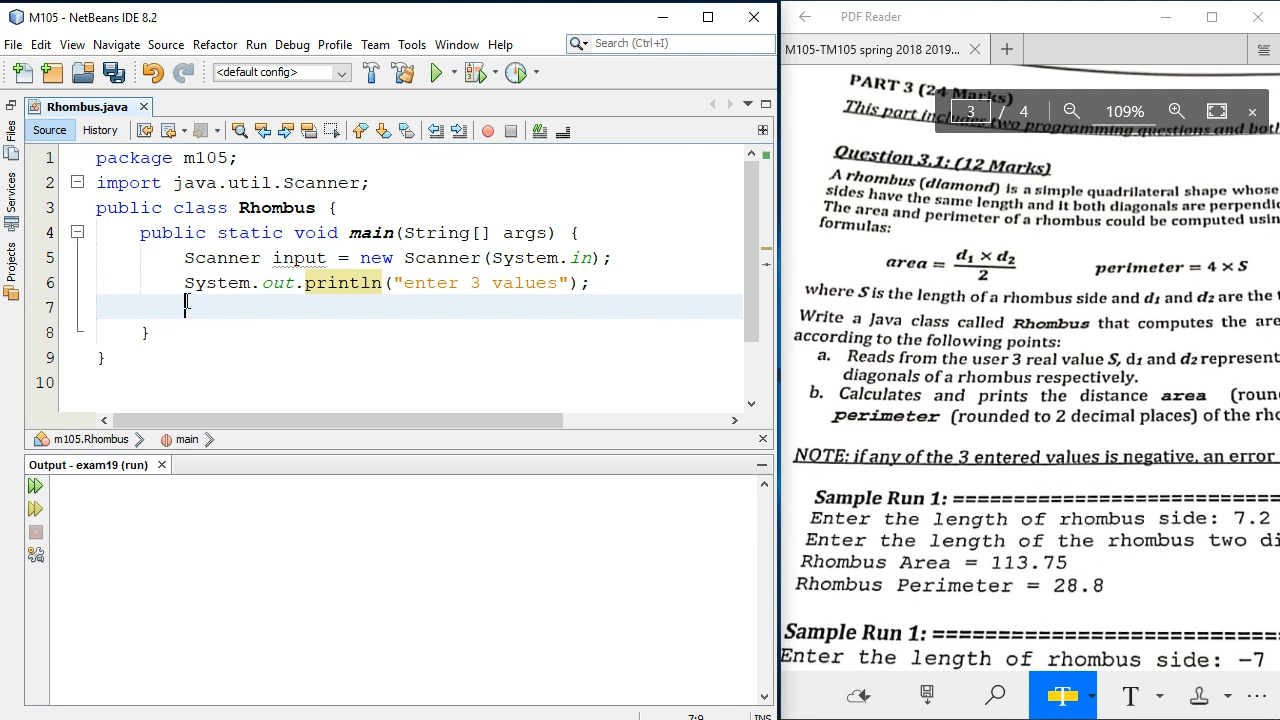 M105 - NetBeans IDE 8.2
File Edit View Navigate Source Refactor Run Debug Profile Team Tools Window Help
Search (Ctrl+I)
<default config>
Rhombus.java
Source History
1 package m105;
2 import java.util.Scanner;
3 public class Rhombus {
4 public static void main(String[] args) {
5 Scanner input = new Scanner(System.in);
6 System.out.println("enter 3 values");
7
8 }
9 }
10
Files
Services
Projects
m105.Rhombus main
Output - exam19 (run)
7:9 INS
PDF Reader
M105-TM105 spring 2018 2019...
3 / 4 109%
PART 3 (24 Marks)
This part includes two programming questions and both
Question 3.1: (12 Marks)
A rhombus (diamond) is a simple quadrilateral shape whose
sides have the same length and it both diagonals are perpendic
The area and perimeter of a rhombus could be computed using
formulas:
area = d1 × d2 / 2 perimeter = 4 × S
where S is the length of a rhombus side and d1 and d2 are the t
Write a Java class called Rhombus that computes the are
according to the following points:
a. Reads from the user 3 real value S, d1 and d2 represent
diagonals of a rhombus respectively.
b. Calculates and prints the distance area (roun
perimeter (rounded to 2 decimal places) of the rho
NOTE: if any of the 3 entered values is negative, an error
Sample Run 1: ================================
Enter the length of rhombus side: 7.2
Enter the length of the rhombus two di
Rhombus Area = 113.75
Rhombus Perimeter = 28.8
Sample Run 1: ================================
Enter the length of rhombus side: -7